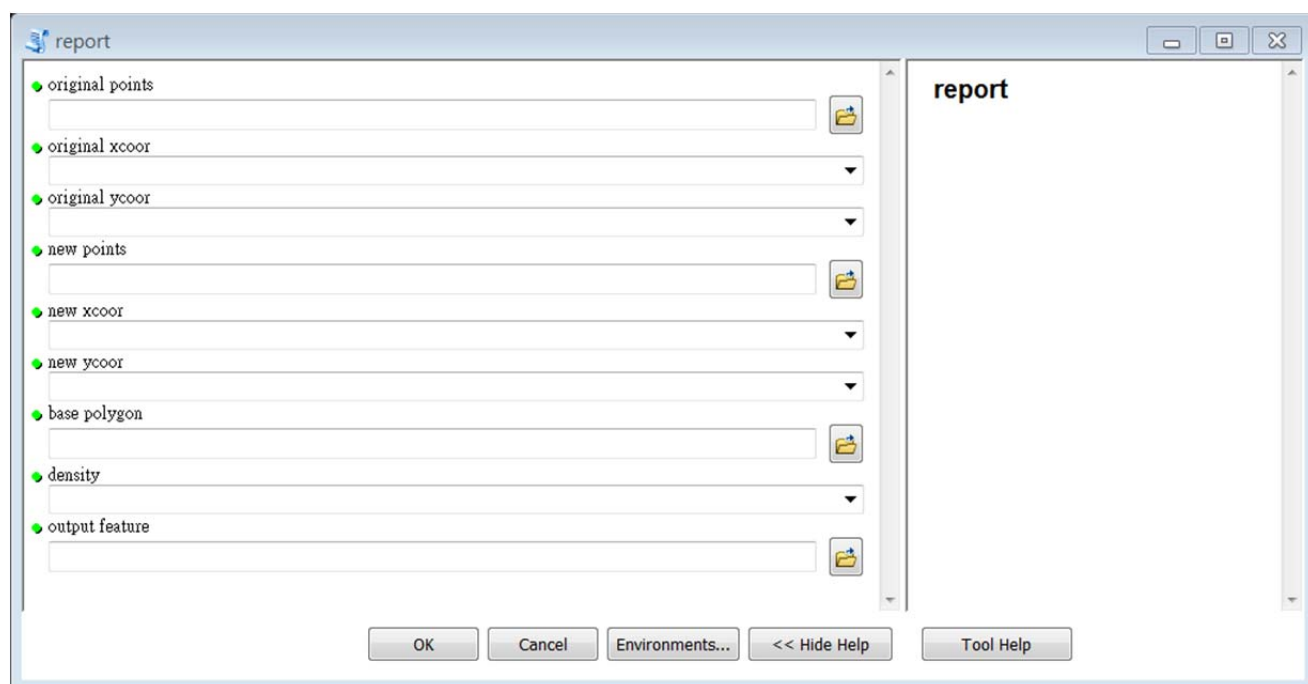 report
original points
report
original xcoor
original ycoor
new points
new xcoor
new ycoor
base polygon
density
output feature
OK Cancel Environments... << Hide Help Tool Help